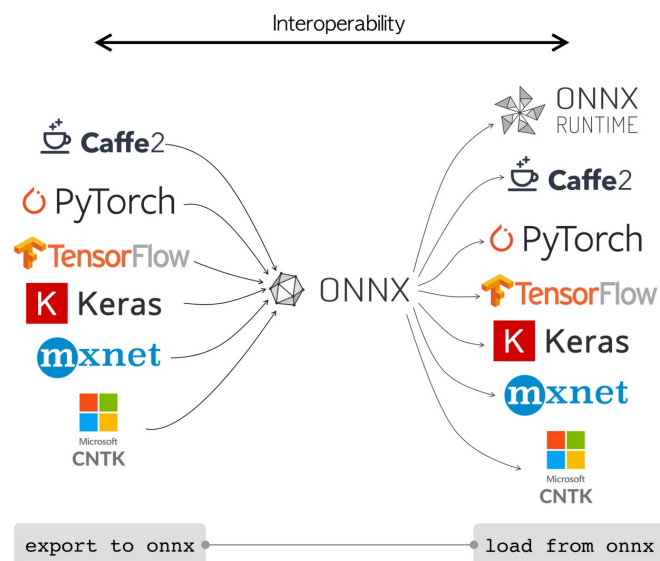 Interoperability
Caffe2
PyTorch
TensorFlow
K Keras
mxnet
Microsoft
CNTK
ONNX
ONNX
RUNTIME
Caffe2
PyTorch
TensorFlow
K Keras
mxnet
Microsoft
CNTK
export to onnx
load from onnx